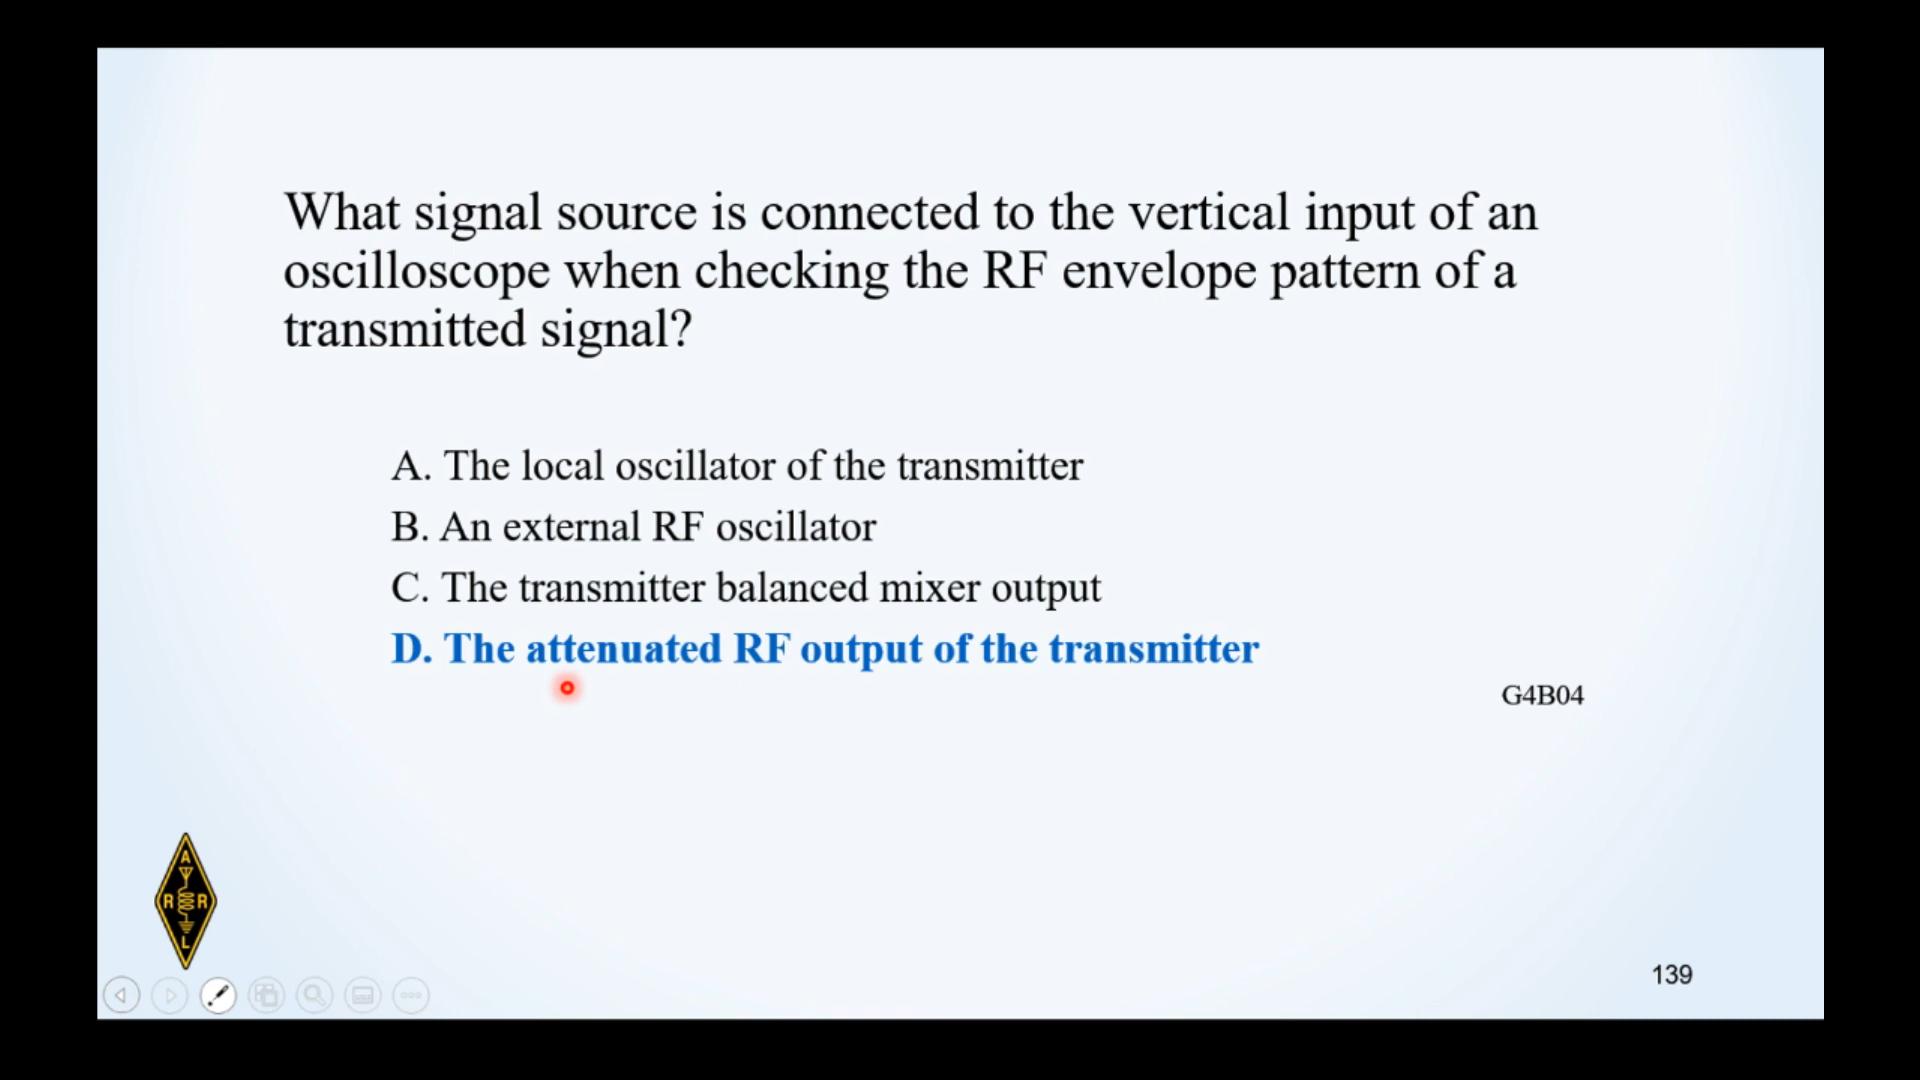 What signal source is connected to the vertical input of an
oscilloscope when checking the RF envelope pattern of a
transmitted signal?
A. The local oscillator of the transmitter
B. An external RF oscillator
C. The transmitter balanced mixer output
D. The attenuated RF output of the transmitter
G4B04
A
R R
L
139